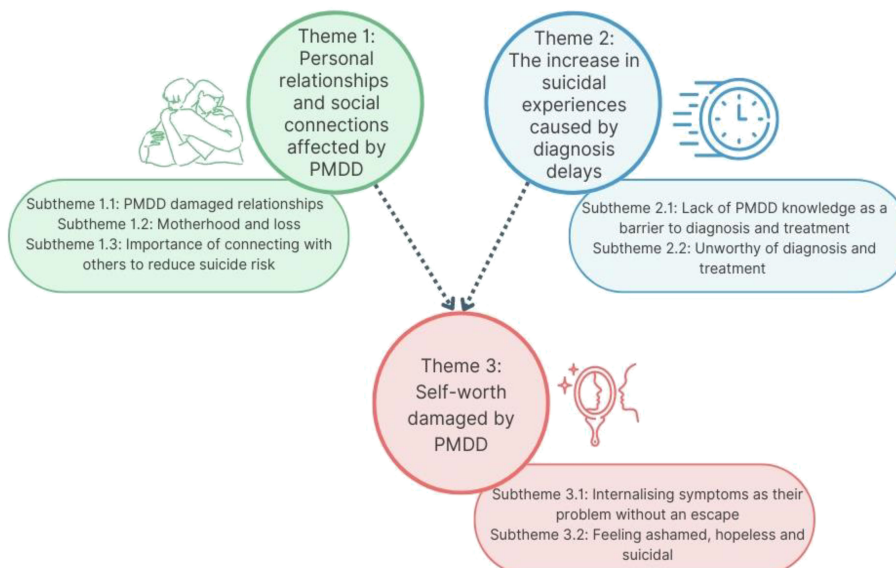 Theme 1:
Personal
relationships
and social
connections
affected by
PMDD
Subtheme 1.1: PMDD damaged relationships
Subtheme 1.2: Motherhood and loss
Subtheme 1.3: Importance of connecting with
others to reduce suicide risk
Theme 2:
The increase in
suicidal
experiences
caused by
diagnosis
delays
Subtheme 2.1: Lack of PMDD knowledge as a
barrier to diagnosis and treatment
Subtheme 2.2: Unworthy of diagnosis and
treatment
Theme 3:
Self-worth
damaged by
PMDD
Subtheme 3.1: Internalising symptoms as their
problem without an escape
Subtheme 3.2: Feeling ashamed, hopeless and
suicidal